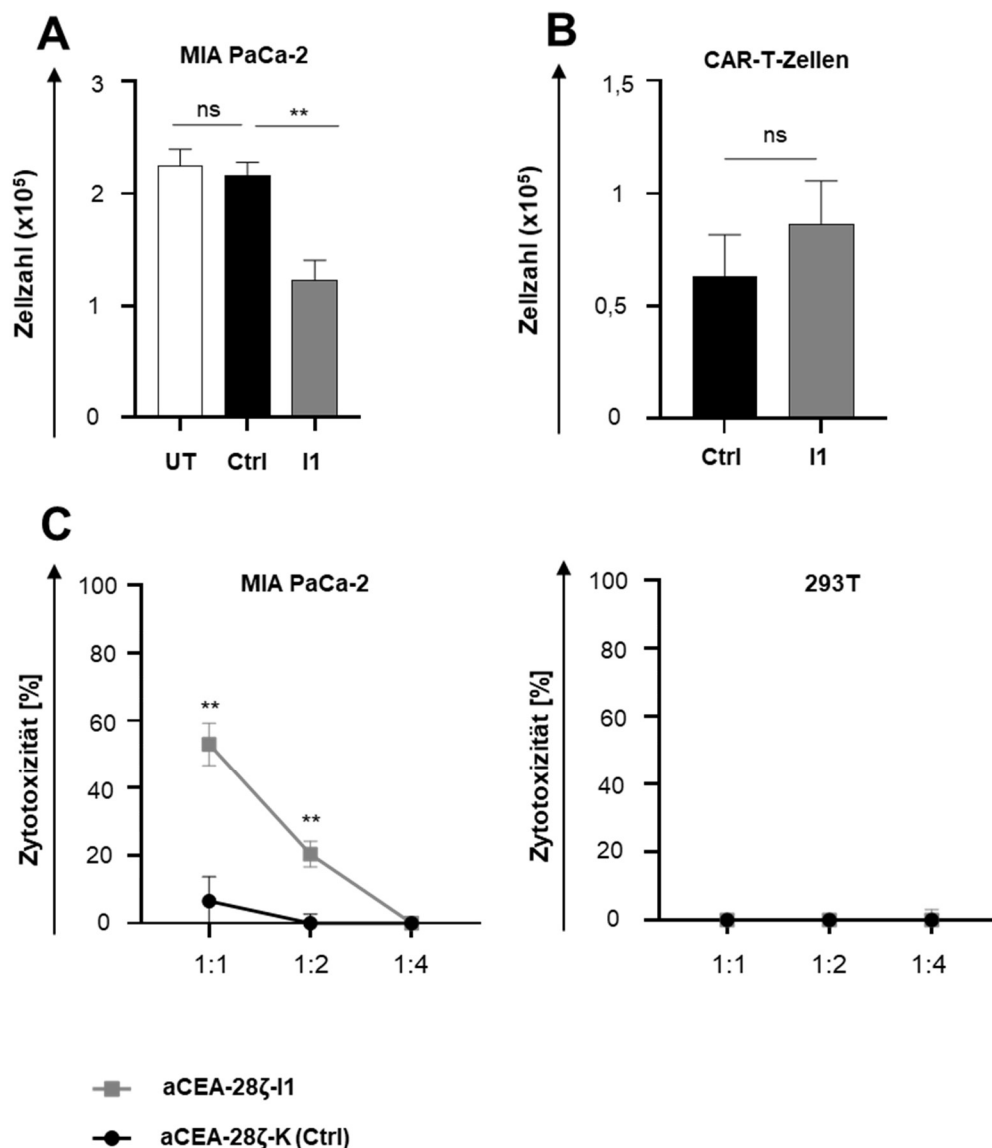 A
MIA PaCa-2
Zellzahl (x10⁵)
3
2
1
0
ns
**
UT Ctrl I1
B
CAR-T-Zellen
Zellzahl (x10⁵)
1,5
1
0,5
0
ns
Ctrl I1
C
MIA PaCa-2
Zytotoxizität [%]
100
80
60
40
20
0
**
**
1:1 1:2 1:4
293T
Zytotoxizität [%]
100
80
60
40
20
0
1:1 1:2 1:4
aCEA-28ζ-I1
aCEA-28ζ-K (Ctrl)